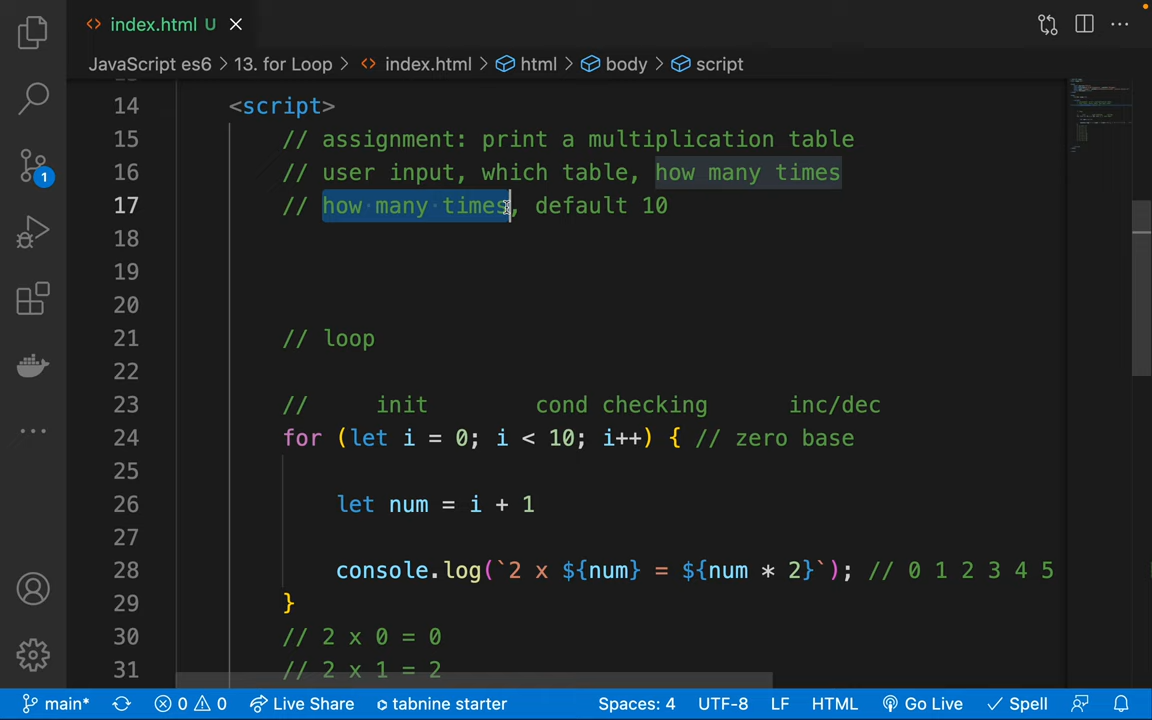 index.html U
JavaScript es6 > 13. for Loop > index.html > html > body > script
14 <script>
15 // assignment: print a multiplication table
16 // user input, which table, how many times
17 // how many times, default 10
18
19
20
21 // loop
22
23 // init cond checking inc/dec
24 for (let i = 0; i < 10; i++) { // zero base
25
26 let num = i + 1
27
28 console.log(`2 x ${num} = ${num * 2}`); // 0 1 2 3 4 5
29 }
30 // 2 x 0 = 0
31 // 2 x 1 = 2
1
main* 0 0 Live Share tabnine starter Spaces: 4 UTF-8 LF HTML Go Live Spell